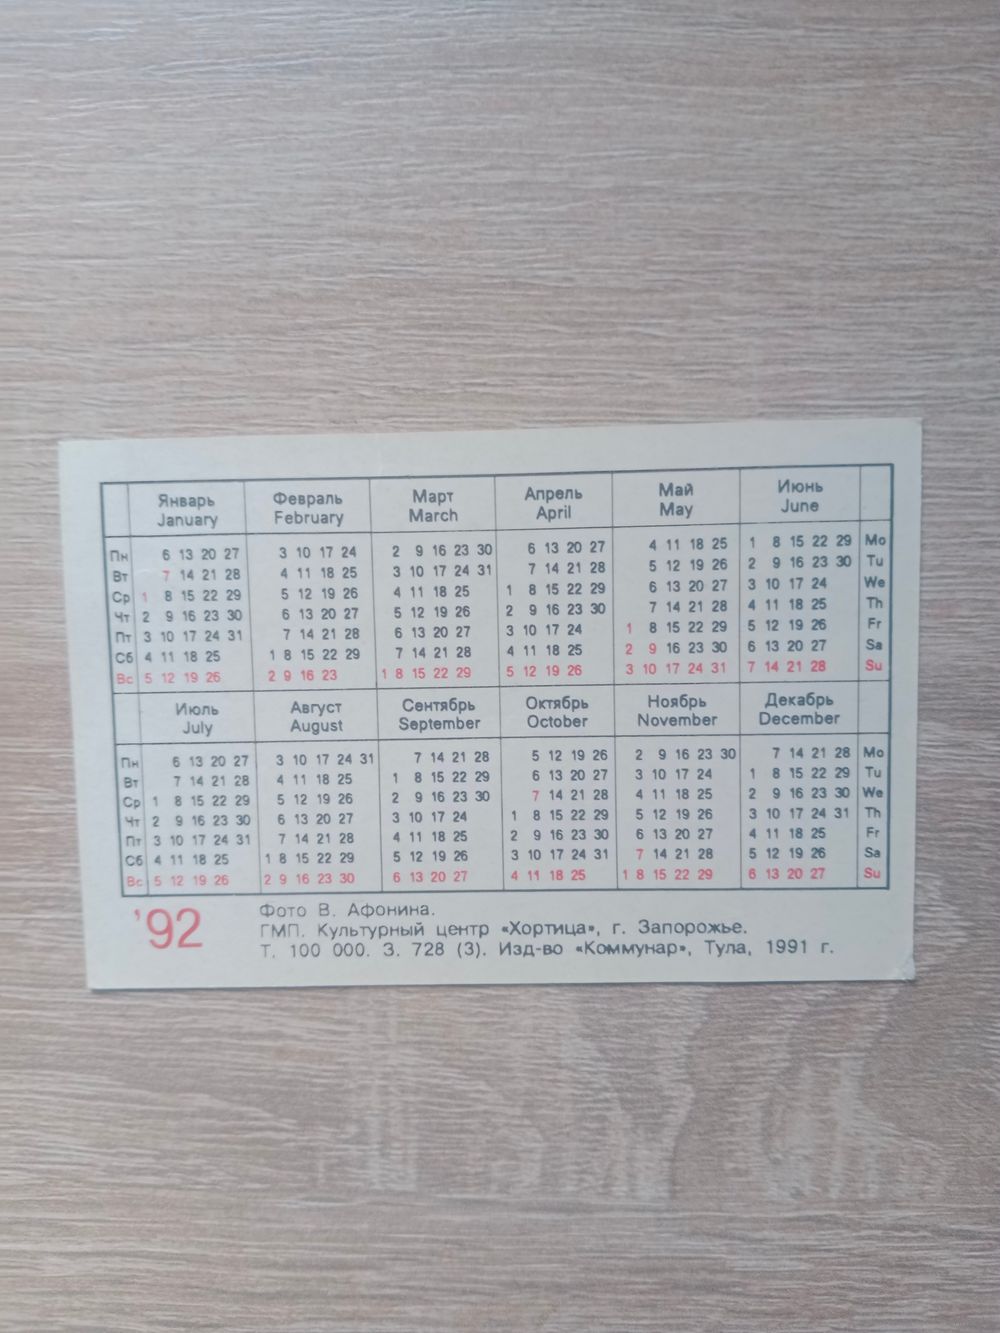 Январь Февраль Март Апрель Май Июнь
January February March April May June
Пн 6 13 20 27 3 10 17 24 2 9 16 23 30 6 13 20 27 4 11 18 25 1 8 15 22 29 Mo
Вт 7 14 21 28 4 11 18 25 3 10 17 24 31 7 14 21 28 5 12 19 26 2 9 16 23 30 Tu
Ср 1 8 15 22 29 5 12 19 26 4 11 18 25 1 8 15 22 29 6 13 20 27 3 10 17 24 We
Чт 2 9 16 23 30 6 13 20 27 5 12 19 26 2 9 16 23 30 7 14 21 28 4 11 18 25 Th
Пт 3 10 17 24 31 7 14 21 28 6 13 20 27 3 10 17 24 1 8 15 22 29 5 12 19 26 Fr
Сб 4 11 18 25 1 8 15 22 29 7 14 21 28 4 11 18 25 2 9 16 23 30 6 13 20 27 Sa
Вс 5 12 19 26 2 9 16 23 1 8 15 22 29 5 12 19 26 3 10 17 24 31 7 14 21 28 Su
Июль Август Сентябрь Октябрь Ноябрь Декабрь
July August September October November December
Пн 6 13 20 27 3 10 17 24 31 7 14 21 28 5 12 19 26 2 9 16 23 30 7 14 21 28 Mo
Вт 7 14 21 28 4 11 18 25 1 8 15 22 29 6 13 20 27 3 10 17 24 1 8 15 22 29 Tu
Ср 1 8 15 22 29 5 12 19 26 2 9 16 23 30 7 14 21 28 4 11 18 25 2 9 16 23 30 We
Чт 2 9 16 23 30 6 13 20 27 3 10 17 24 1 8 15 22 29 5 12 19 26 3 10 17 24 31 Th
Пт 3 10 17 24 31 7 14 21 28 4 11 18 25 2 9 16 23 30 6 13 20 27 4 11 18 25 Fr
Сб 4 11 18 25 1 8 15 22 29 5 12 19 26 3 10 17 24 31 7 14 21 28 5 12 19 26 Sa
Вс 5 12 19 26 2 9 16 23 30 6 13 20 27 4 11 18 25 1 8 15 22 29 6 13 20 27 Su
'92
Фото В. Афонина.
ГМП. Культурный центр «Хортица», г. Запорожье.
Т. 100 000. З. 728 (3). Изд-во «Коммунар», Тула, 1991 г.